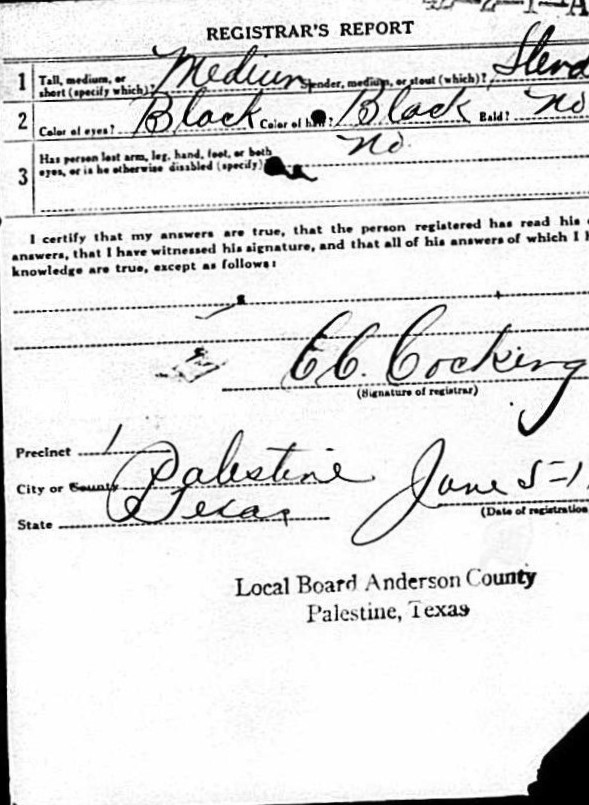 REGISTRAR'S REPORT
1 Tall, medium, or short (specify which)? Medium Slender, medium, or stout (which)? Slend
2 Color of eyes? Black Color of hair? Black Bald? No
3 Has person lost arm, leg, hand, foot, or both eyes, or is he otherwise disabled (specify)? No.
I certify that my answers are true, that the person registered has read his
answers, that I have witnessed his signature, and that all of his answers of which I h
knowledge are true, except as follows:
C. Cocking
(Signature of registrar)
Precinct 1
City or County Palestine
State Texas
June 5-1
(Date of registration
Local Board Anderson County
Palestine, Texas